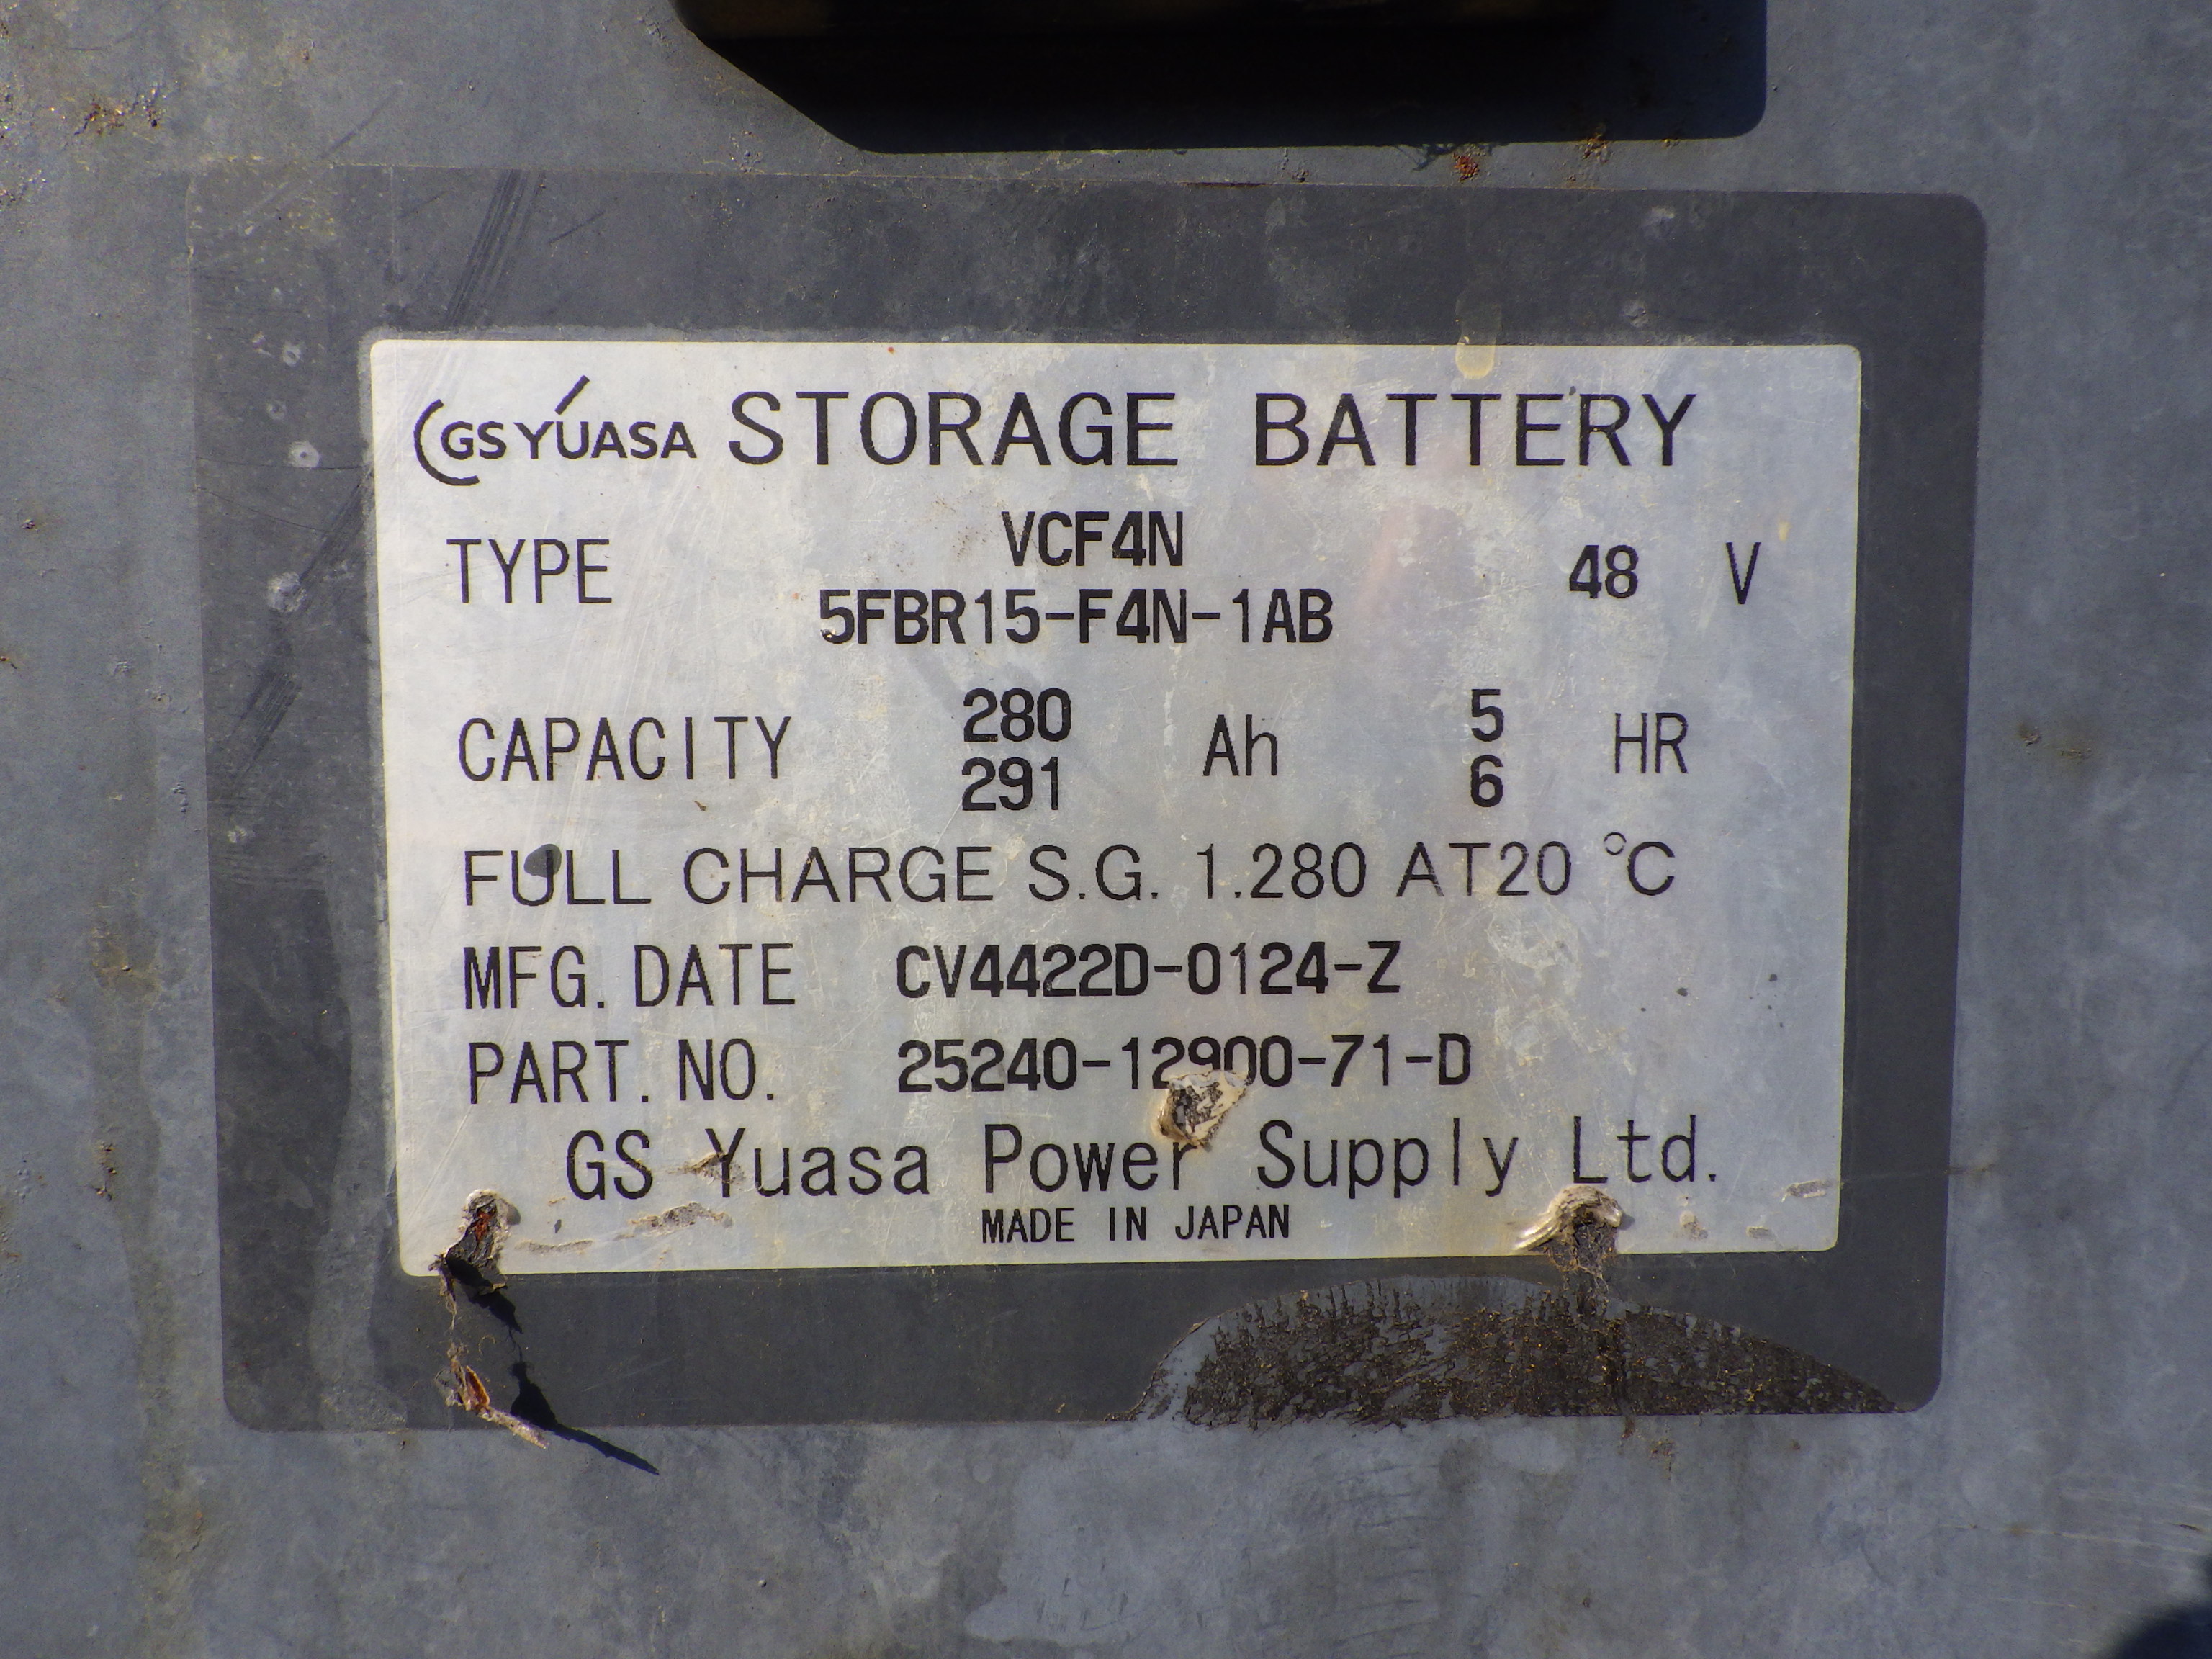 GS YUASA STORAGE BATTERY
TYPE VCF4N 48 V
5FBR15-F4N-1AB
CAPACITY 280 Ah 5 HR
291 6
FULL CHARGE S.G. 1.280 AT20 °C
MFG. DATE CV4422D-0124-Z
PART. NO. 25240-12900-71-D
GS Yuasa Power Supply Ltd.
MADE IN JAPAN